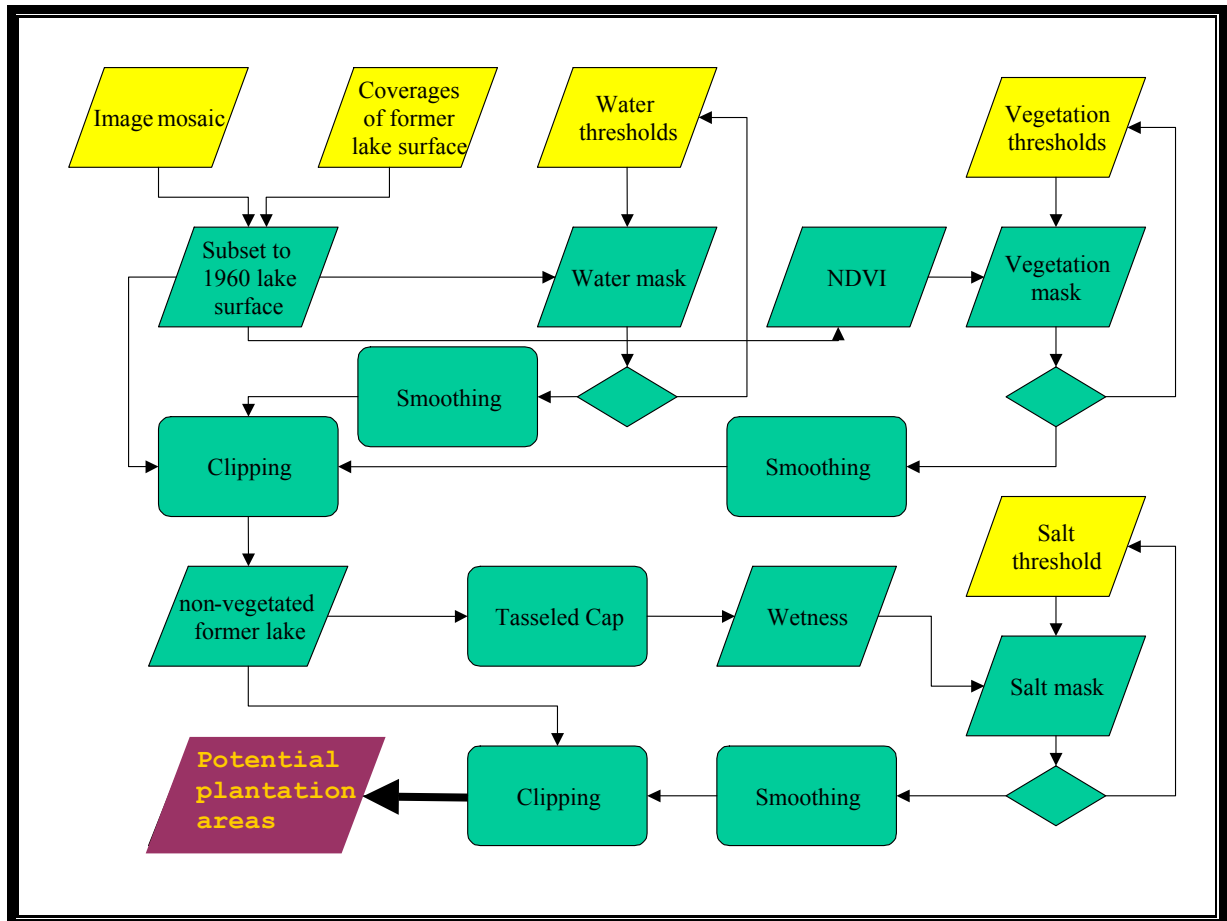 Image mosaic
Coverages
of former
lake surface
Water
thresholds
Vegetation
thresholds
Subset to
1960 lake
surface
Water mask
NDVI
Vegetation
mask
Smoothing
Clipping
Smoothing
Salt
threshold
non-vegetated
former lake
Tasseled Cap
Wetness
Salt mask
Potential
plantation
areas
Clipping
Smoothing